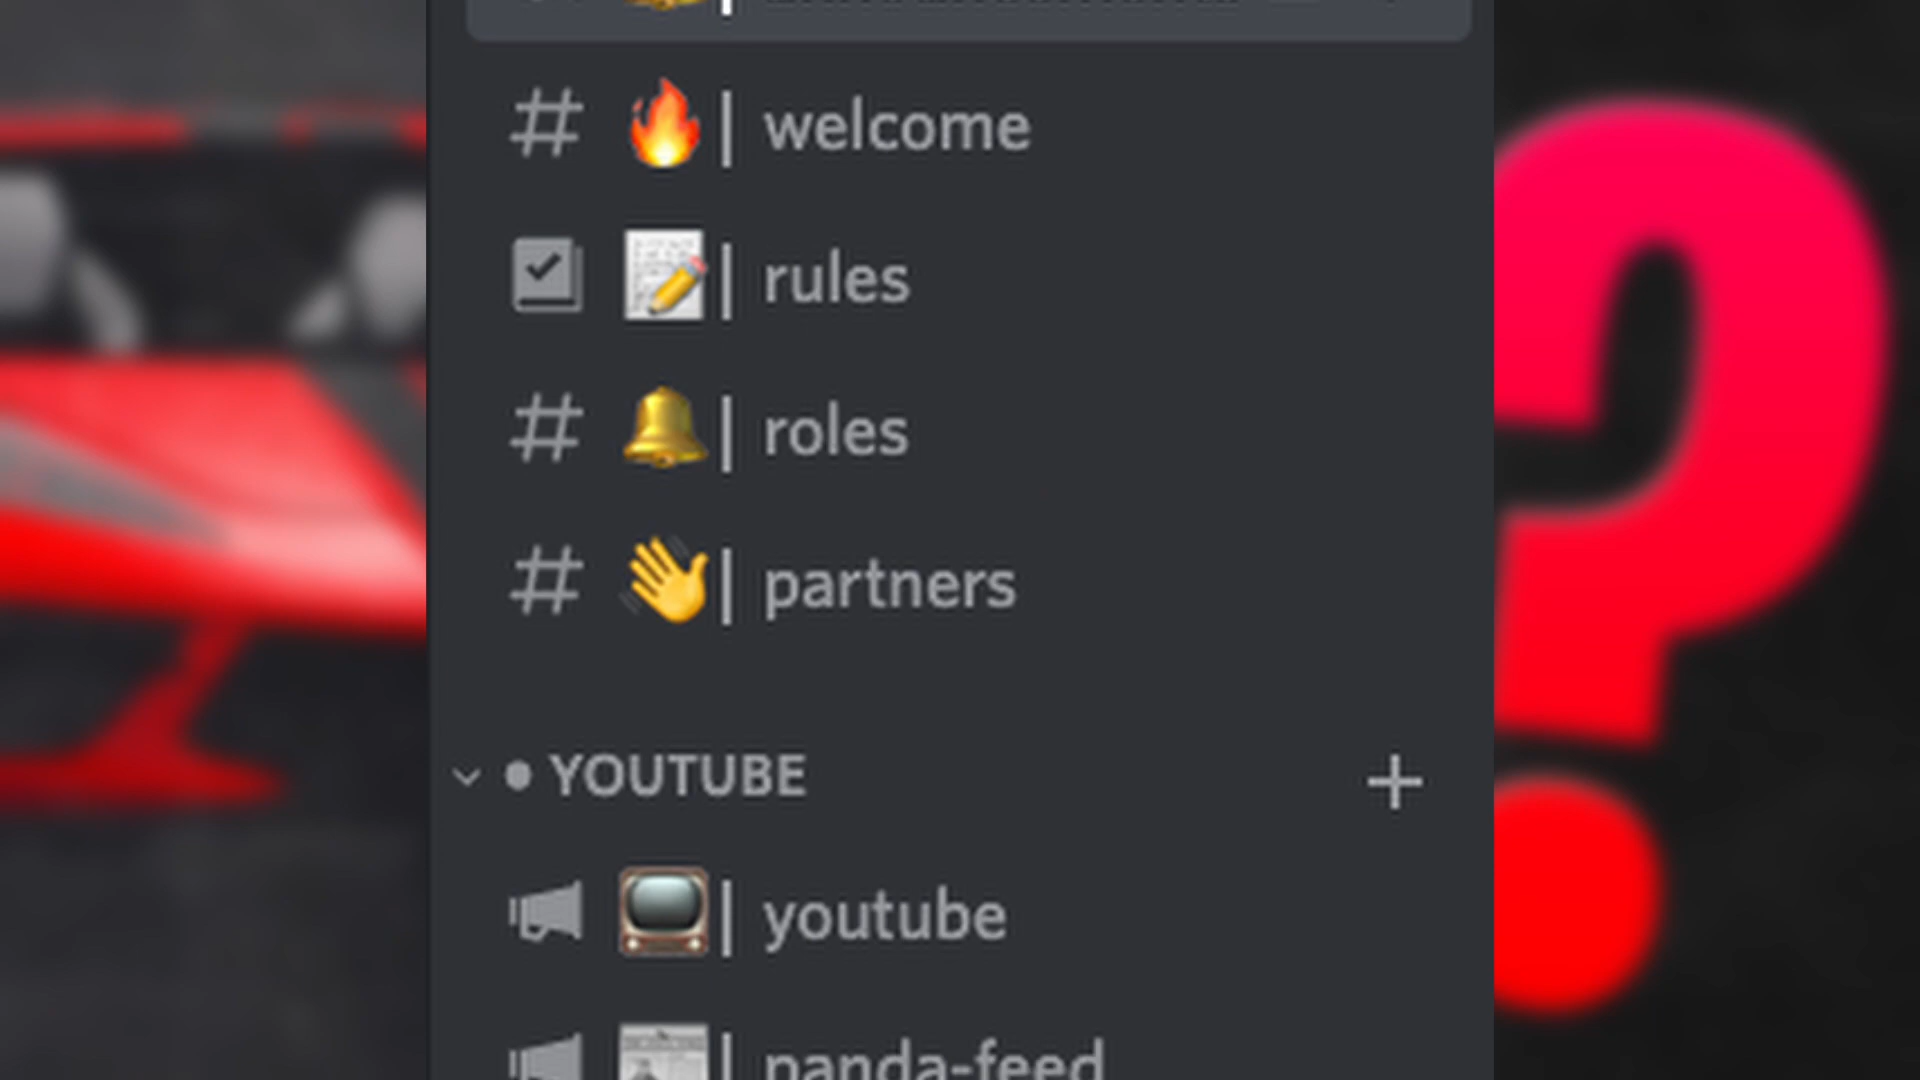 🔥| welcome
📝| rules
🔔| roles
👋| partners
• YOUTUBE
📺| youtube
📰| panda-feed
?